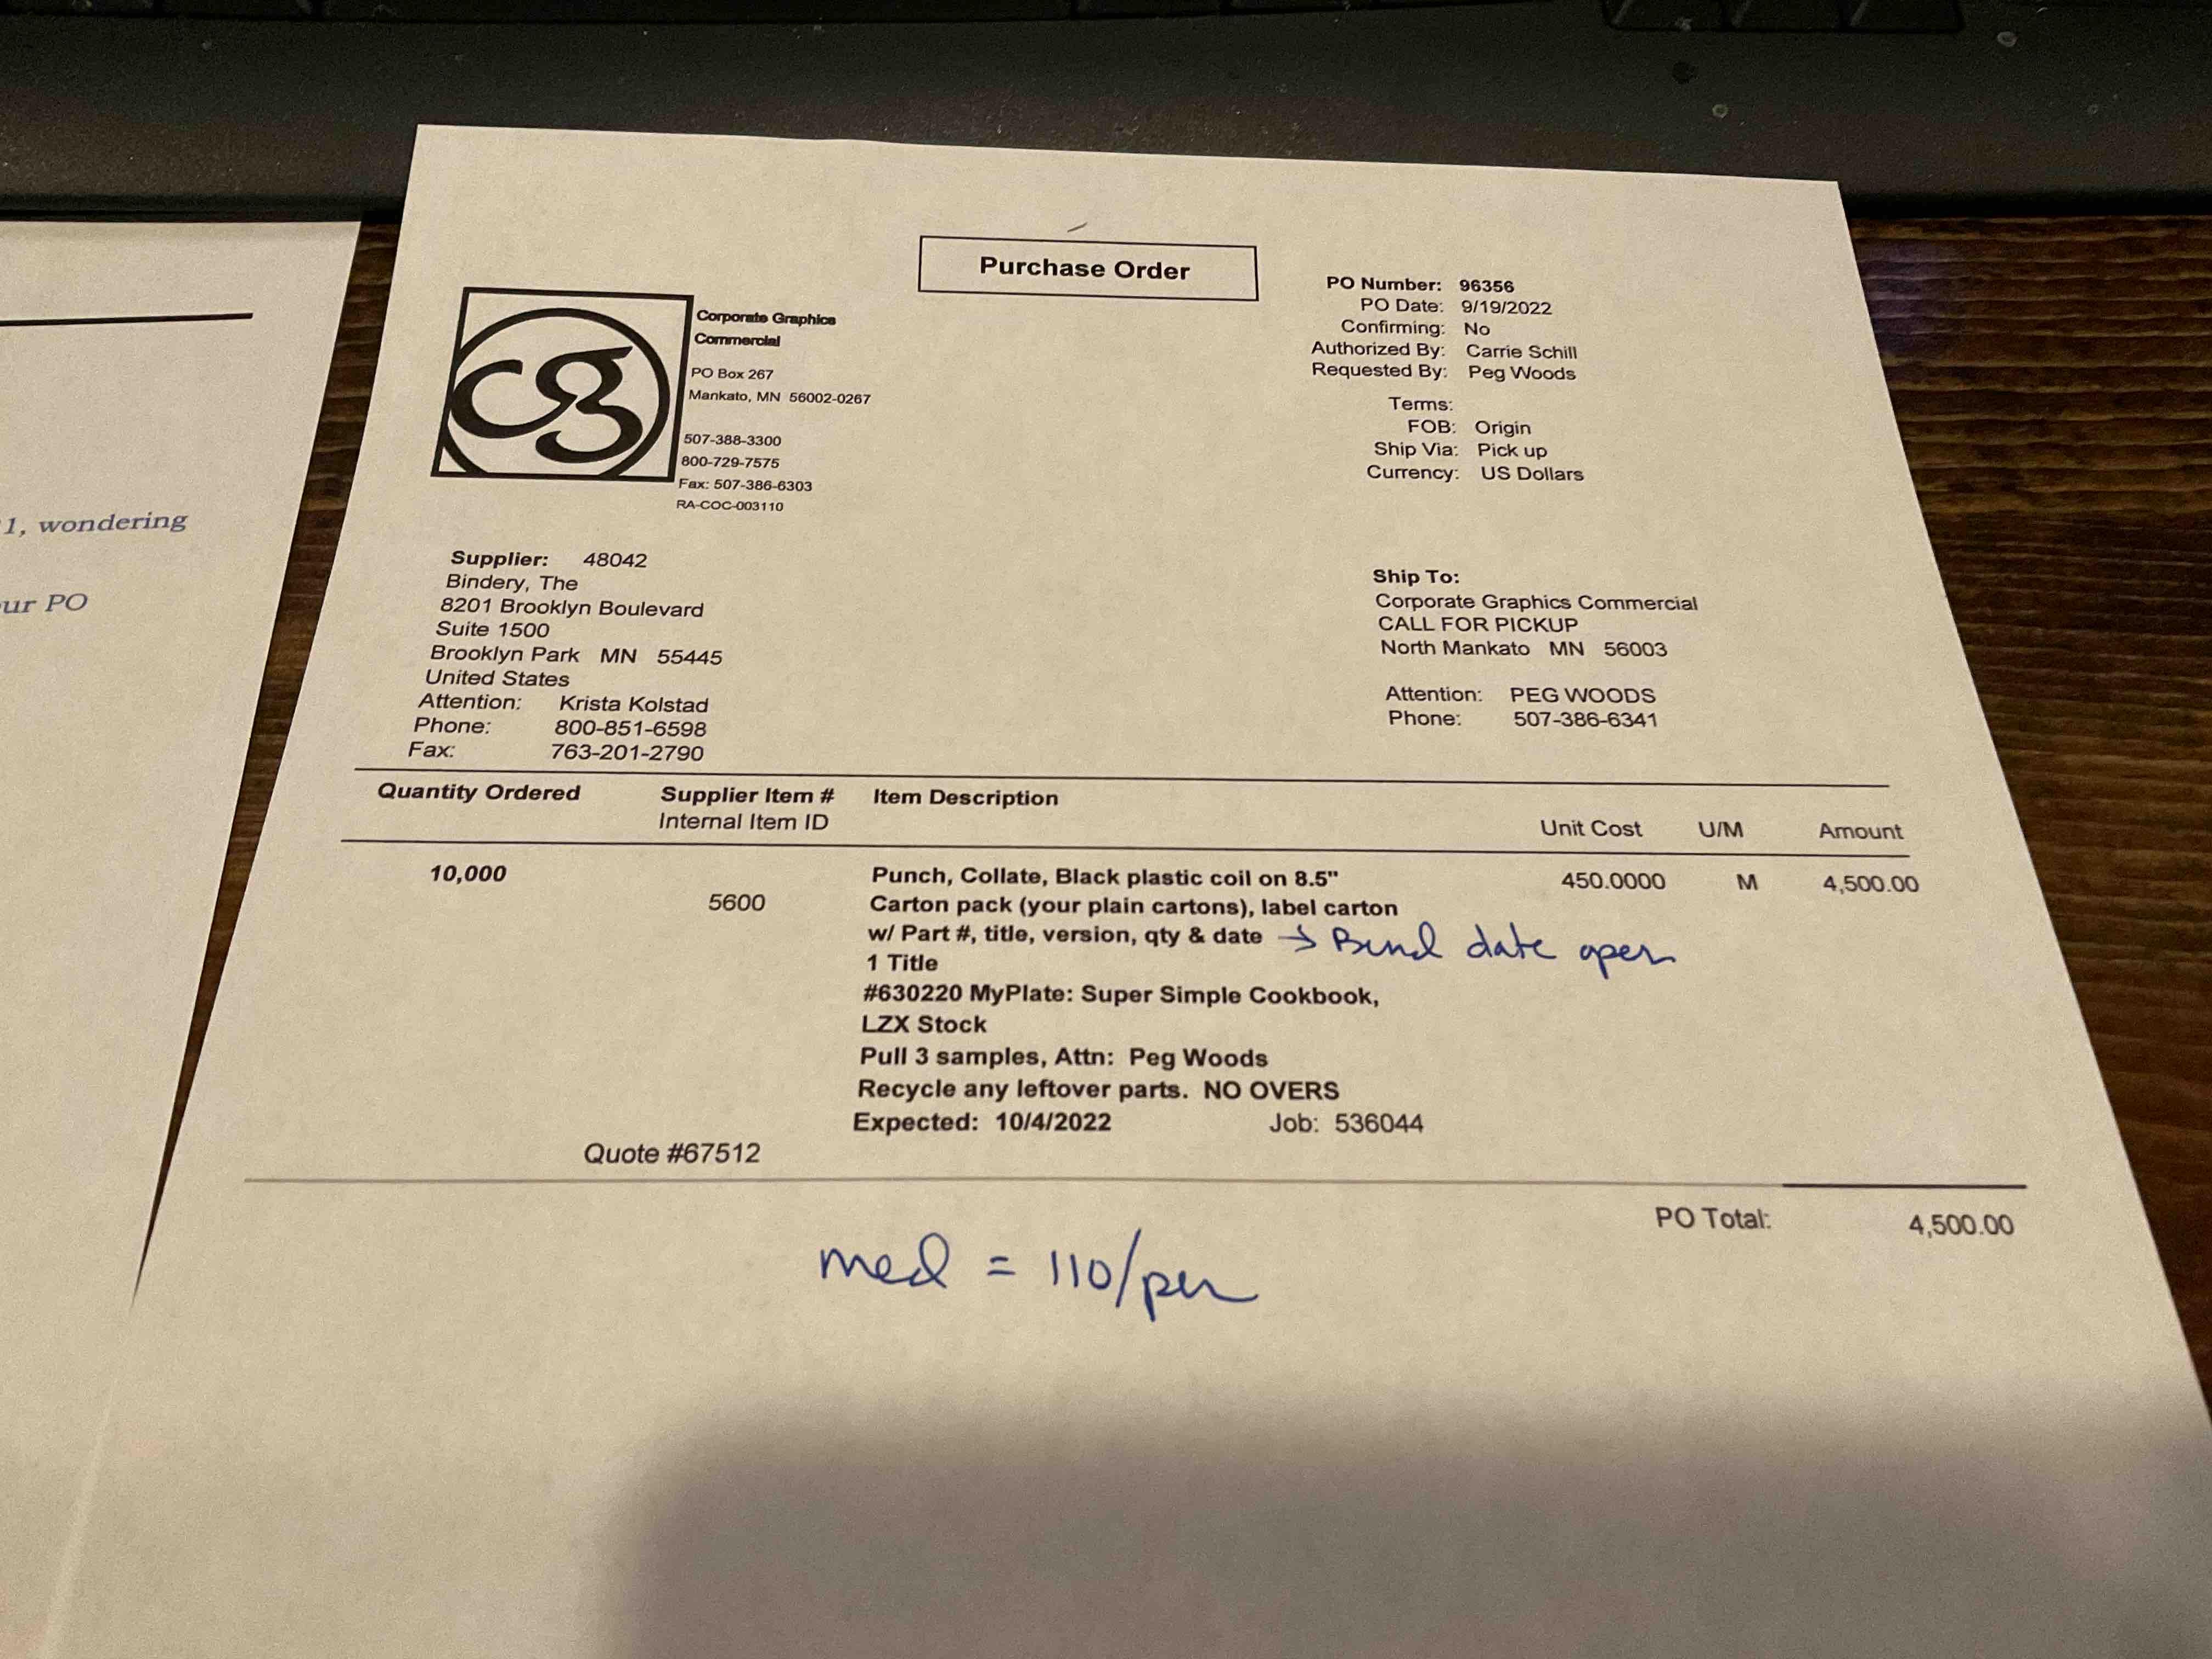 1, wondering
ur PO
Purchase Order
cg
Corporate Graphics
Commercial
PO Box 267
Mankato, MN 56002-0267
507-388-3300
800-729-7575
Fax: 507-386-6303
RA-COC-003110
PO Number: 96356
PO Date: 9/19/2022
Confirming: No
Authorized By: Carrie Schill
Requested By: Peg Woods
Terms:
FOB: Origin
Ship Via: Pick up
Currency: US Dollars
Supplier: 48042
Bindery, The
8201 Brooklyn Boulevard
Suite 1500
Brooklyn Park MN 55445
United States
Attention: Krista Kolstad
Phone: 800-851-6598
Fax: 763-201-2790
Ship To:
Corporate Graphics Commercial
CALL FOR PICKUP
North Mankato MN 56003
Attention: PEG WOODS
Phone: 507-386-6341
Quantity Ordered Supplier Item # Item Description
Internal Item ID Unit Cost U/M Amount
10,000 Punch, Collate, Black plastic coil on 8.5" 450.0000 M 4,500.00
5600 Carton pack (your plain cartons), label carton
w/ Part #, title, version, qty & date → Bind date open
1 Title
#630220 MyPlate: Super Simple Cookbook,
LZX Stock
Pull 3 samples, Attn: Peg Woods
Recycle any leftover parts. NO OVERS
Expected: 10/4/2022 Job: 536044
Quote #67512
PO Total: 4,500.00
med = 110/per